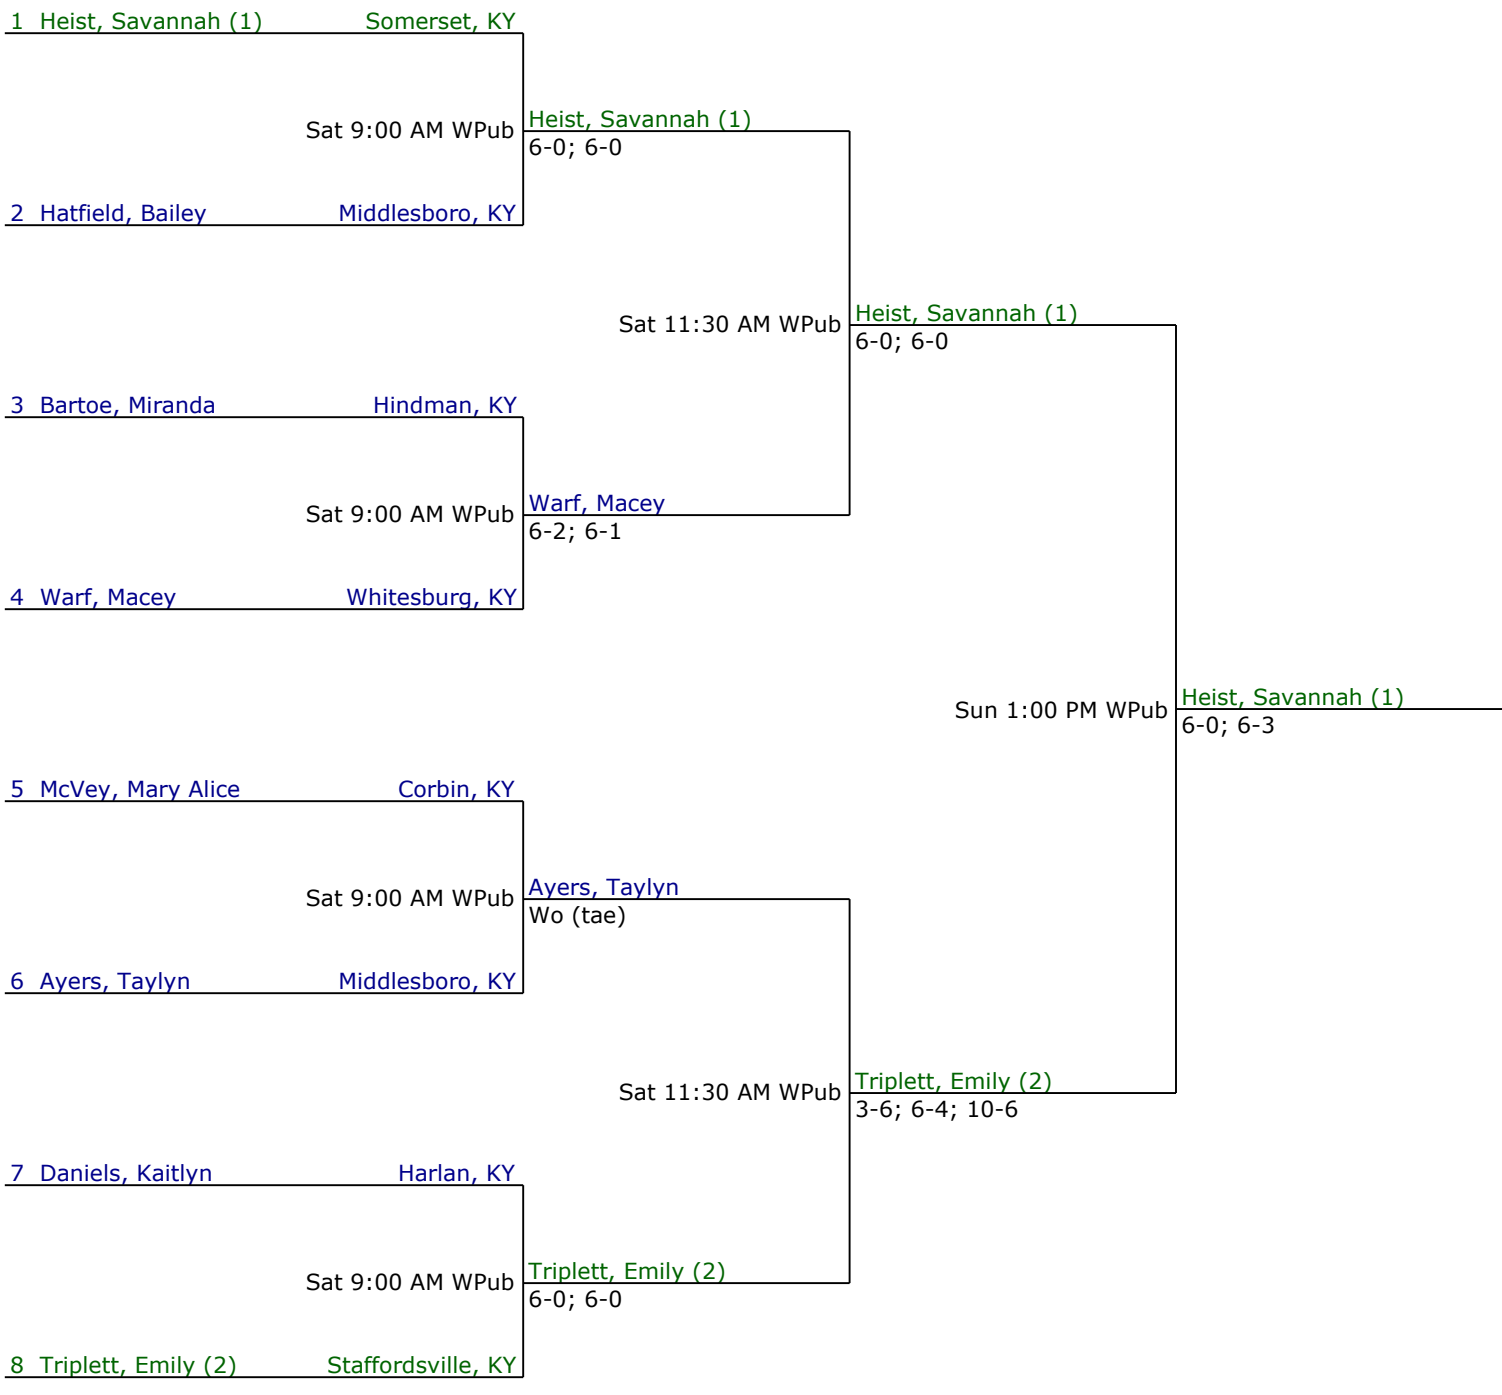 1 Heist, Savannah (1) Somerset, KY
Sat 9:00 AM WPub
Heist, Savannah (1)
6-0; 6-0
2 Hatfield, Bailey Middlesboro, KY
Sat 11:30 AM WPub
Heist, Savannah (1)
6-0; 6-0
3 Bartoe, Miranda Hindman, KY
Sat 9:00 AM WPub
Warf, Macey
6-2; 6-1
4 Warf, Macey Whitesburg, KY
Sun 1:00 PM WPub
Heist, Savannah (1)
6-0; 6-3
5 McVey, Mary Alice Corbin, KY
Sat 9:00 AM WPub
Ayers, Taylyn
Wo (tae)
6 Ayers, Taylyn Middlesboro, KY
Sat 11:30 AM WPub
Triplett, Emily (2)
3-6; 6-4; 10-6
7 Daniels, Kaitlyn Harlan, KY
Sat 9:00 AM WPub
Triplett, Emily (2)
6-0; 6-0
8 Triplett, Emily (2) Staffordsville, KY